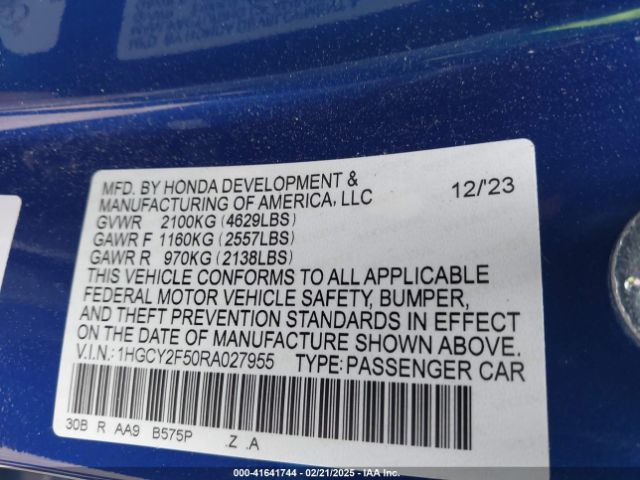 MFD. BY HONDA DEVELOPMENT &
MANUFACTURING OF AMERICA, LLC 12/'23
GVWR 2100KG (4629LBS)
GAWR F 1160KG (2557LBS)
GAWR R 970KG (2138LBS)
THIS VEHICLE CONFORMS TO ALL APPLICABLE
FEDERAL MOTOR VEHICLE SAFETY, BUMPER,
AND THEFT PREVENTION STANDARDS IN EFFECT
ON THE DATE OF MANUFACTURE SHOWN ABOVE.
V.I.N.: 1HGCY2F50RA027955 TYPE: PASSENGER CAR
30B R AA9 B575P .Z .A
000-41641744 - 02/21/2025 - IAAI.COM